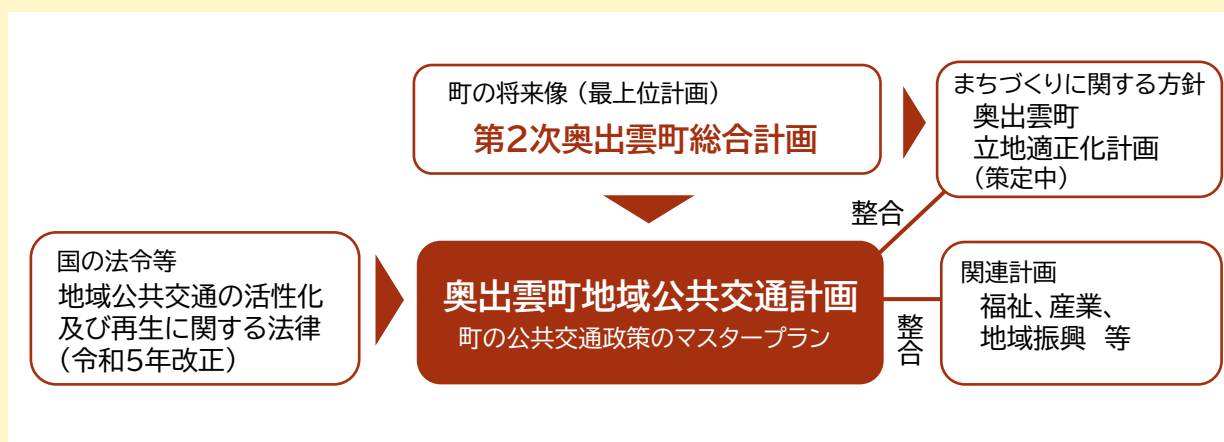 町の将来像（最上位計画）
第2次奥出雲町総合計画
まちづくりに関する方針
奥出雲町
立地適正化計画
（策定中）
整合
国の法令等
地域公共交通の活性化
及び再生に関する法律
（令和5年改正）
奥出雲町地域公共交通計画
町の公共交通政策のマスタープラン
整合
関連計画
福祉、産業、
地域振興 等